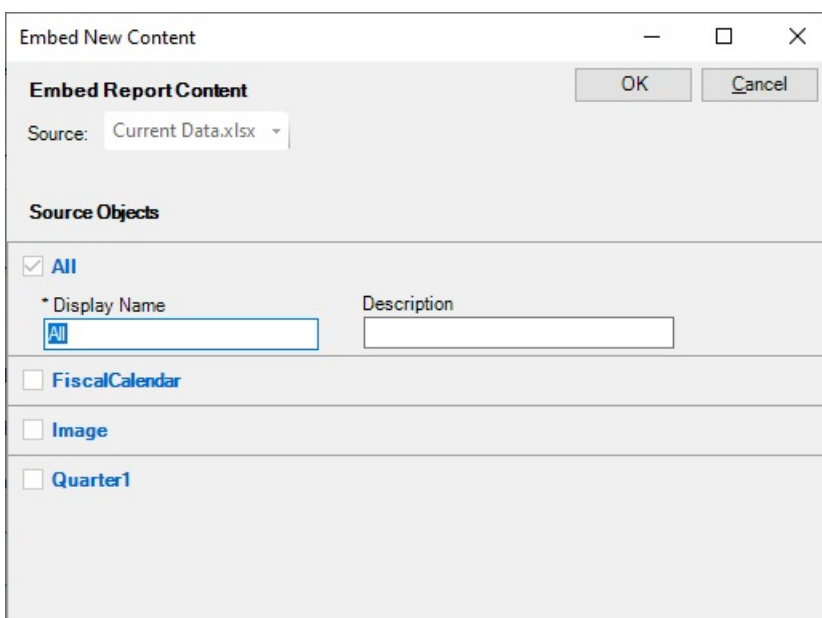 Embed New Content
Embed Report Content
OK
Cancel
Source: Current Data.xlsx
Source Objects
All
* Display Name Description
All
FiscalCalendar
Image
Quarter1